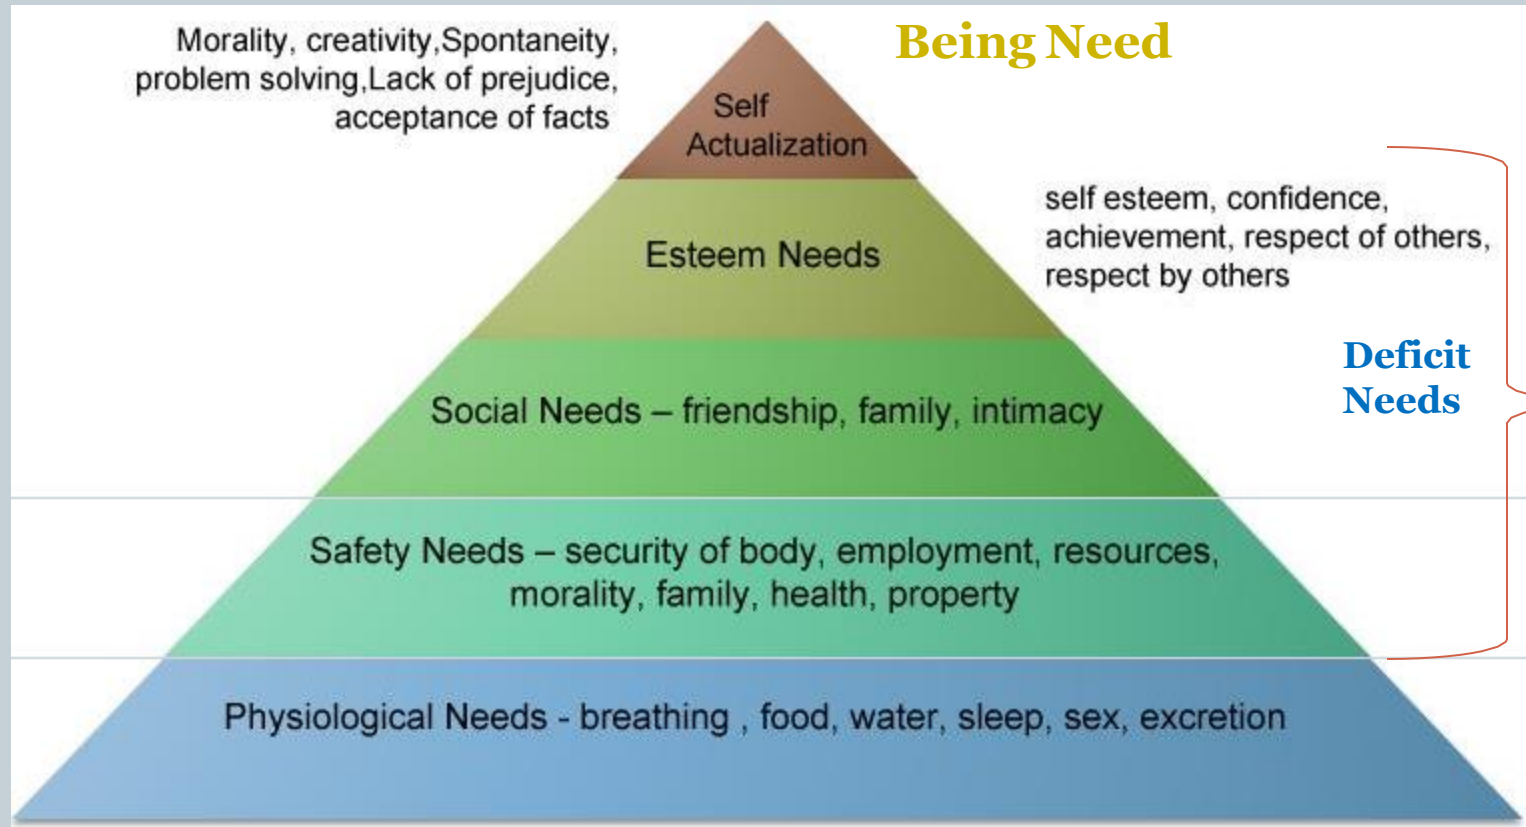 Morality, creativity,Spontaneity,
problem solving,Lack of prejudice,
acceptance of facts
Being Need
Self
Actualization
self esteem, confidence,
achievement, respect of others,
respect by others
Esteem Needs
Deficit
Needs
Social Needs – friendship, family, intimacy
Safety Needs – security of body, employment, resources,
morality, family, health, property
Physiological Needs - breathing , food, water, sleep, sex, excretion